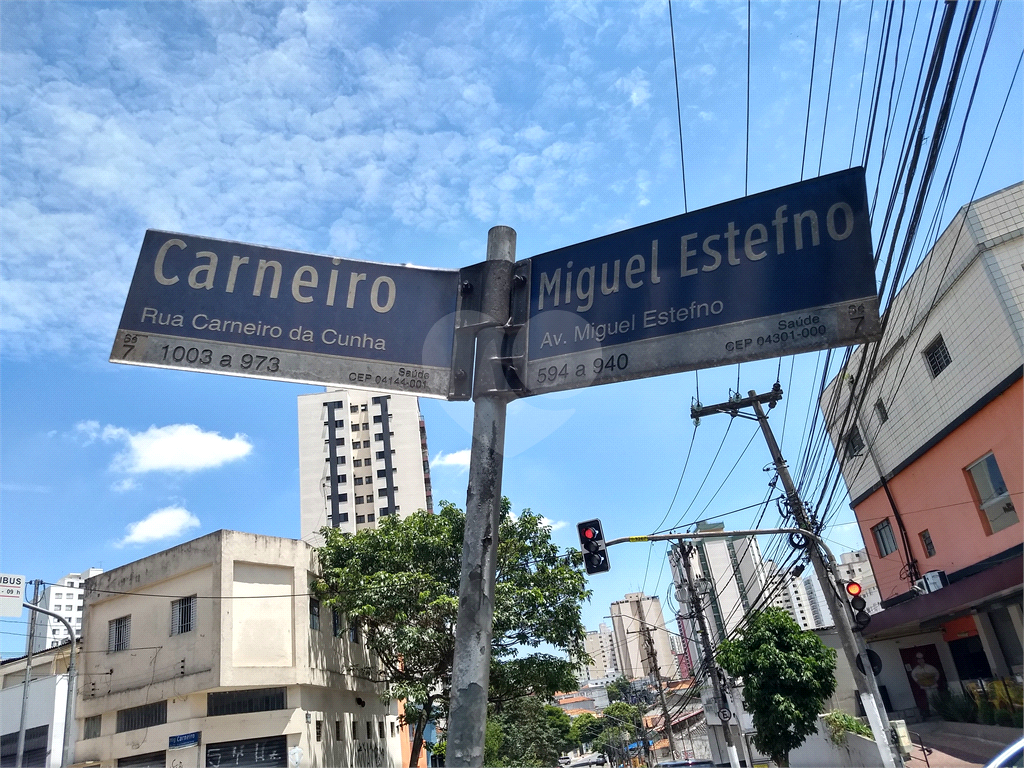 Carneiro
Rua Carneiro da Cunha
Sé
7
1003 a 973
Saúde
CEP 04144-001
Miguel Estefno
Av. Miguel Estefno
594 a 940
Saúde
CEP 04301-000
Sé
7